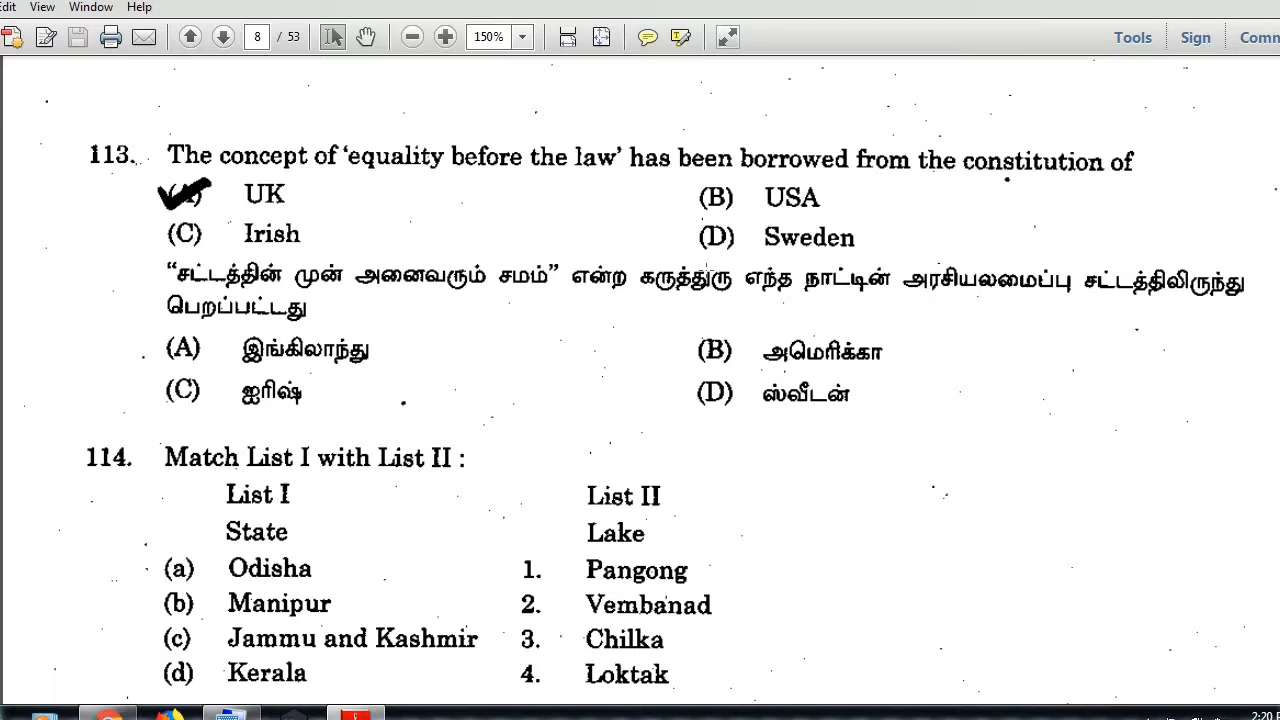 Edit View Window Help
8 / 53 150% Tools Sign
113. The concept of 'equality before the law' has been borrowed from the constitution of
(A) UK (B) USA
(C) Irish (D) Sweden
"சட்டத்தின் முன் அனைவரும் சமம்" என்ற கருத்துரு எந்த நாட்டின் அரசியலமைப்பு சட்டத்திலிருந்து
பெறப்பட்டது
(A) இங்கிலாந்து (B) அமெரிக்கா
(C) ஐரிஷ் (D) ஸ்வீடன்
114. Match List I with List II :
List I List II
State Lake
(a) Odisha 1. Pangong
(b) Manipur 2. Vembanad
(c) Jammu and Kashmir 3. Chilka
(d) Kerala 4. Loktak
2:20